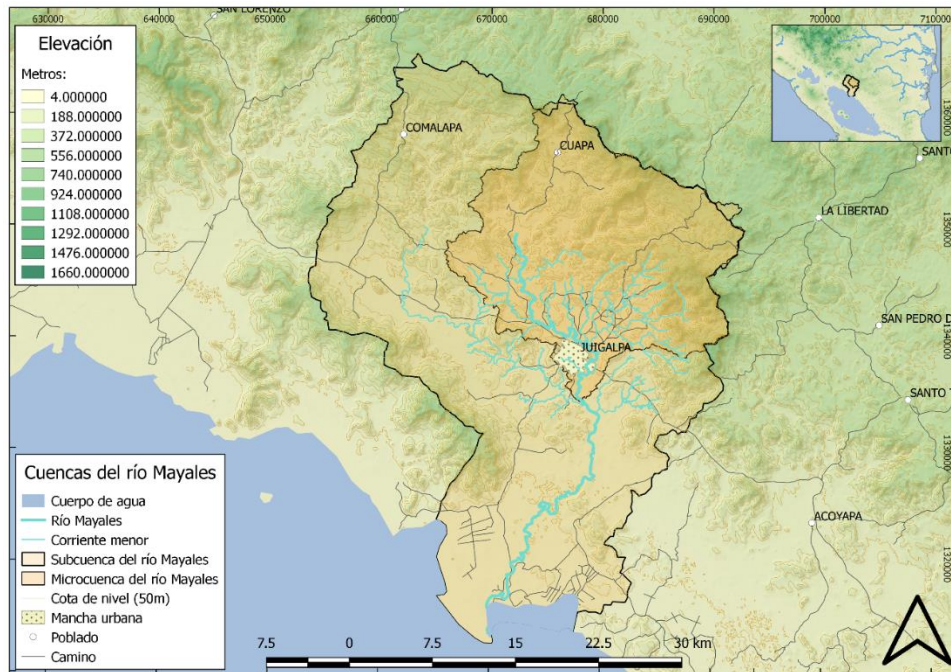 630000
640000
650000
660000
670000
680000
690000
700000
710000
Elevación
Metros:
4.000000
188.000000
372.000000
556.000000
740.000000
924.000000
1108.000000
1292.000000
1476.000000
1660.000000
SAN LORENZO
COMALAPA
CUAPA
LA LIBERTAD
JUIGALPA
SAN PEDRO D
ACOYAPA
1360000
1350000
1340000
1330000
1320000
Cuencas del río Mayales
Cuerpo de agua
Río Mayales
Corriente menor
Subcuenca del río Mayales
Microcuenca del río Mayales
Cota de nivel (50m)
Mancha urbana
Poblado
Camino
7.5 0 7.5 15 22.5 30 km
SANTO
SANTO T